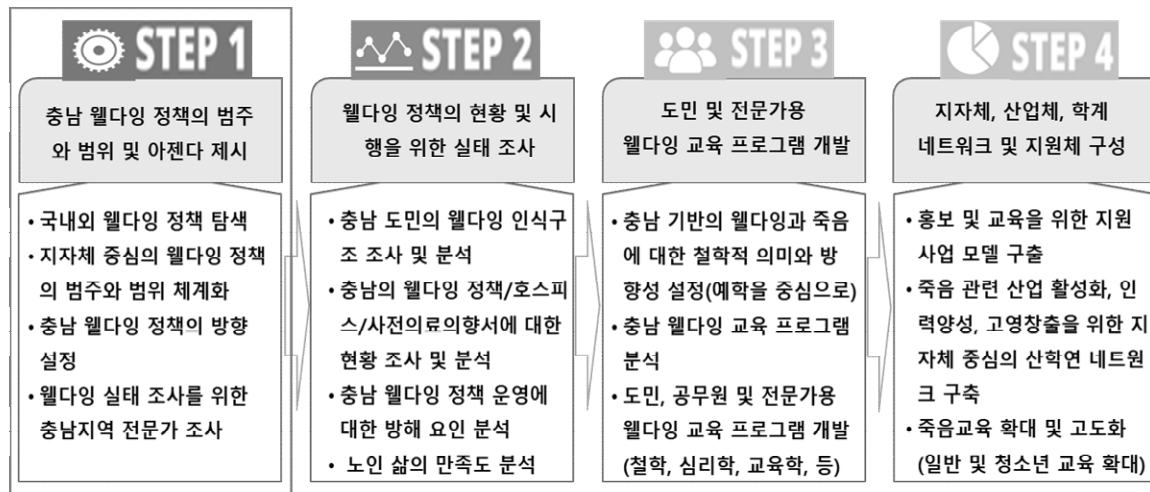 STEP 1
충남 웰다잉 정책의 범주
와 범위 및 아젠다 제시
• 국내외 웰다잉 정책 탐색
• 지자체 중심의 웰다잉 정책
의 범주와 범위 체계화
• 충남 웰다잉 정책의 방향
설정
• 웰다잉 실태 조사를 위한
충남지역 전문가 조사
STEP 2
웰다잉 정책의 현황 및 시
행을 위한 실태 조사
• 충남 도민의 웰다잉 인식구
조 조사 및 분석
• 충남의 웰다잉 정책/호스피
스/사전의료의향서에 대한
현황 조사 및 분석
• 충남 웰다잉 정책 운영에
대한 방해 요인 분석
• 노인 삶의 만족도 분석
STEP 3
도민 및 전문가용
웰다잉 교육 프로그램 개발
• 충남 기반의 웰다잉과 죽음
에 대한 철학적 의미와 방
향성 설정(예학을 중심으로)
• 충남 웰다잉 교육 프로그램
분석
• 도민, 공무원 및 전문가용
웰다잉 교육 프로그램 개발
(철학, 심리학, 교육학, 등)
STEP 4
지자체, 산업체, 학계
네트워크 및 지원체 구성
• 홍보 및 교육을 위한 지원
사업 모델 구출
• 죽음 관련 산업 활성화, 인
력양성, 고영창출을 위한 지
자체 중심의 산학연 네트원
크 구축
• 죽음교육 확대 및 고도화
(일반 및 청소년 교육 확대)